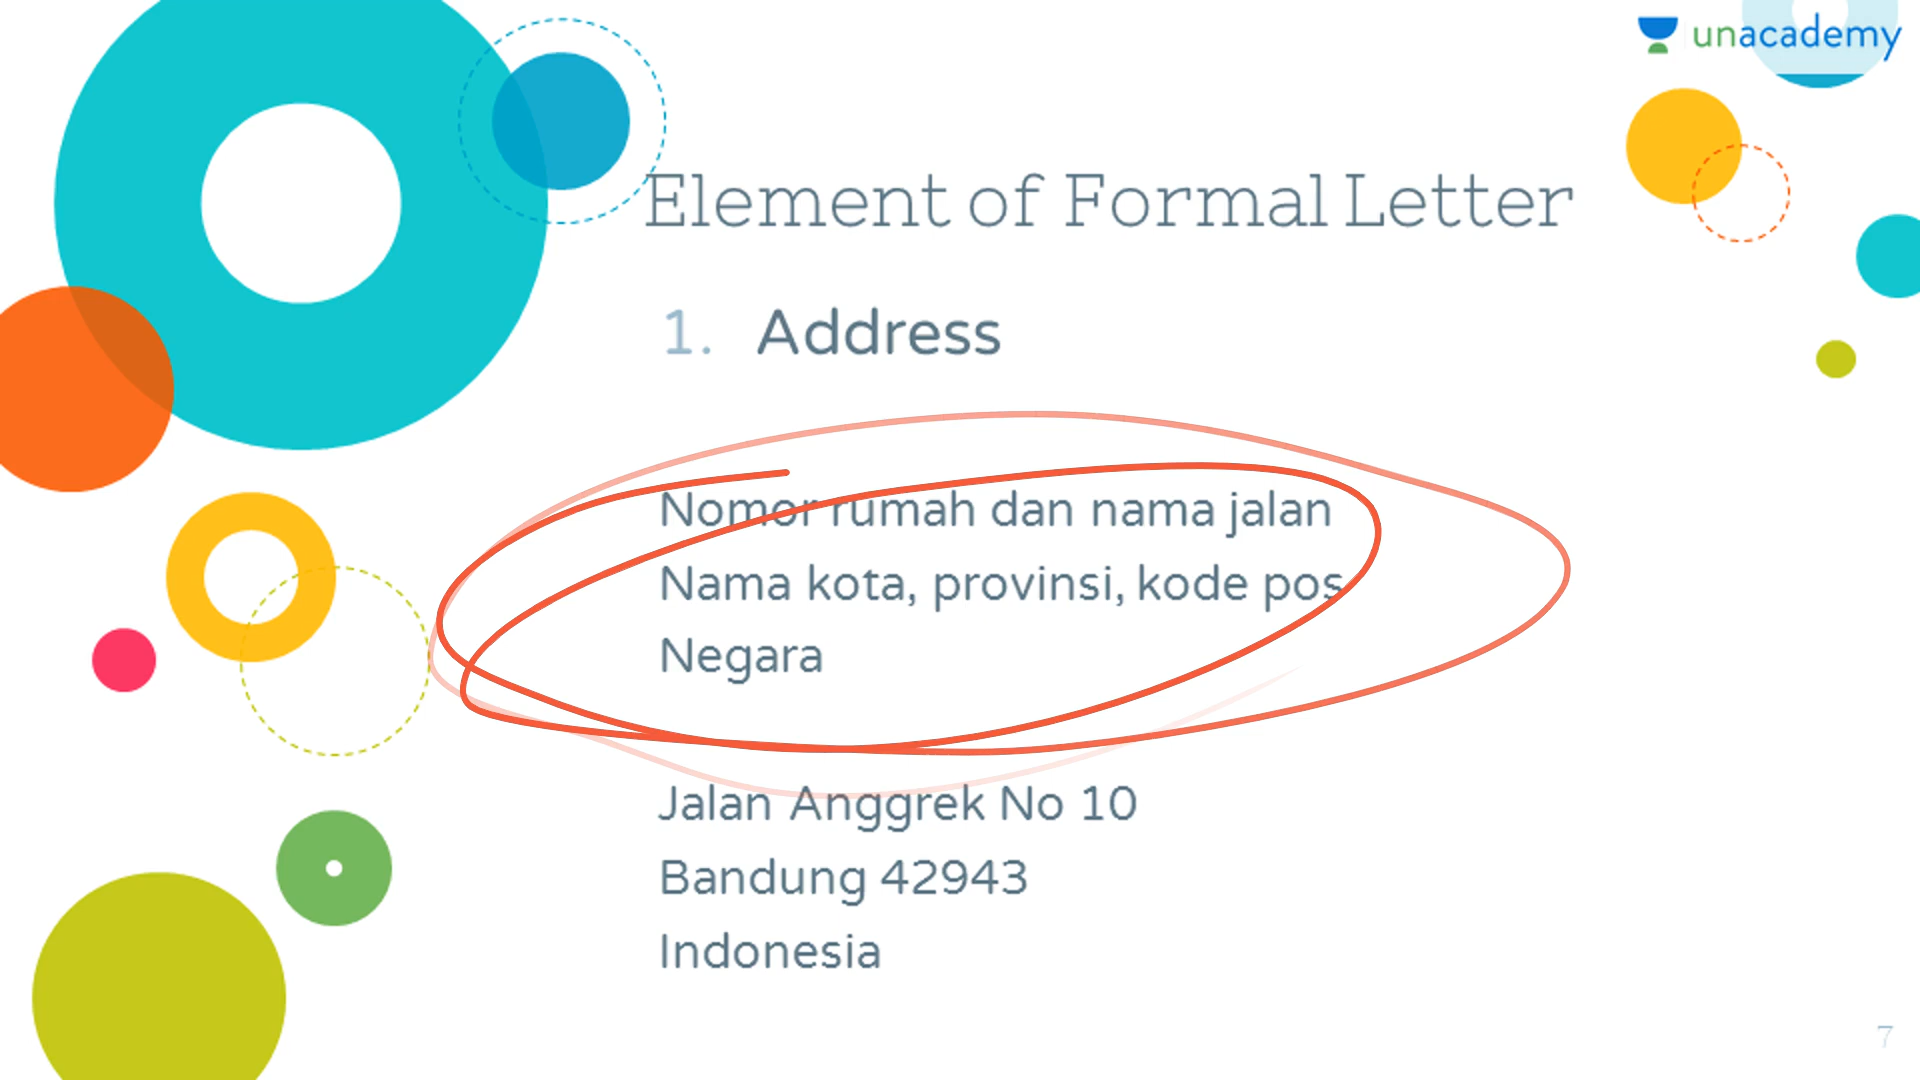 unacademy
Element of Formal Letter
1. Address
Nomor rumah dan nama jalan
Nama kota, provinsi, kode pos
Negara
Jalan Anggrek No 10
Bandung 42943
Indonesia
7